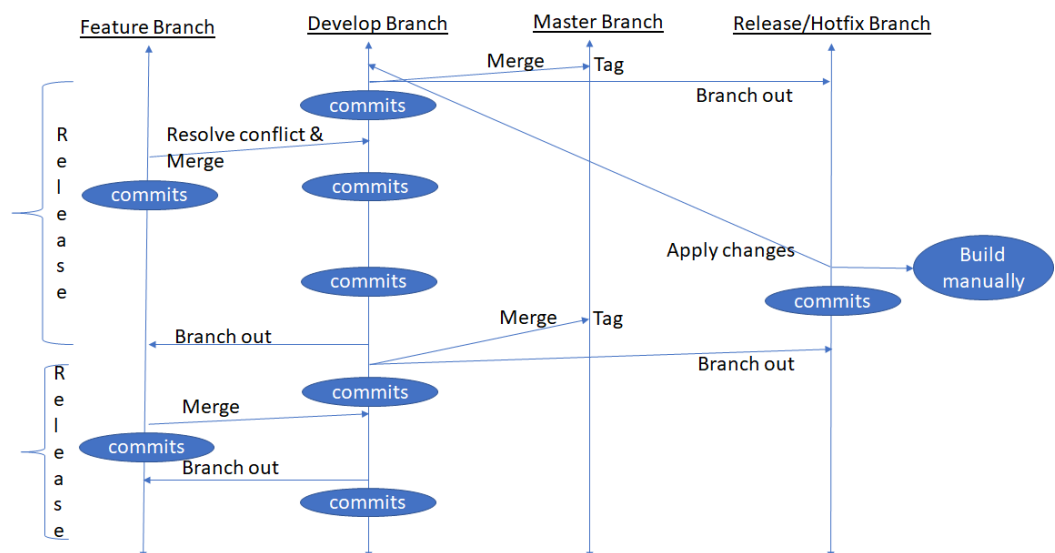 Feature Branch
Develop Branch
Master Branch
Release/Hotfix Branch
Merge
Tag
Branch out
commits
R
e
l
e
a
s
e
Resolve conflict &
Merge
commits
commits
Apply changes
Build
manually
commits
commits
Merge
Tag
Branch out
Branch out
R
e
l
e
a
s
e
commits
Merge
commits
Branch out
commits